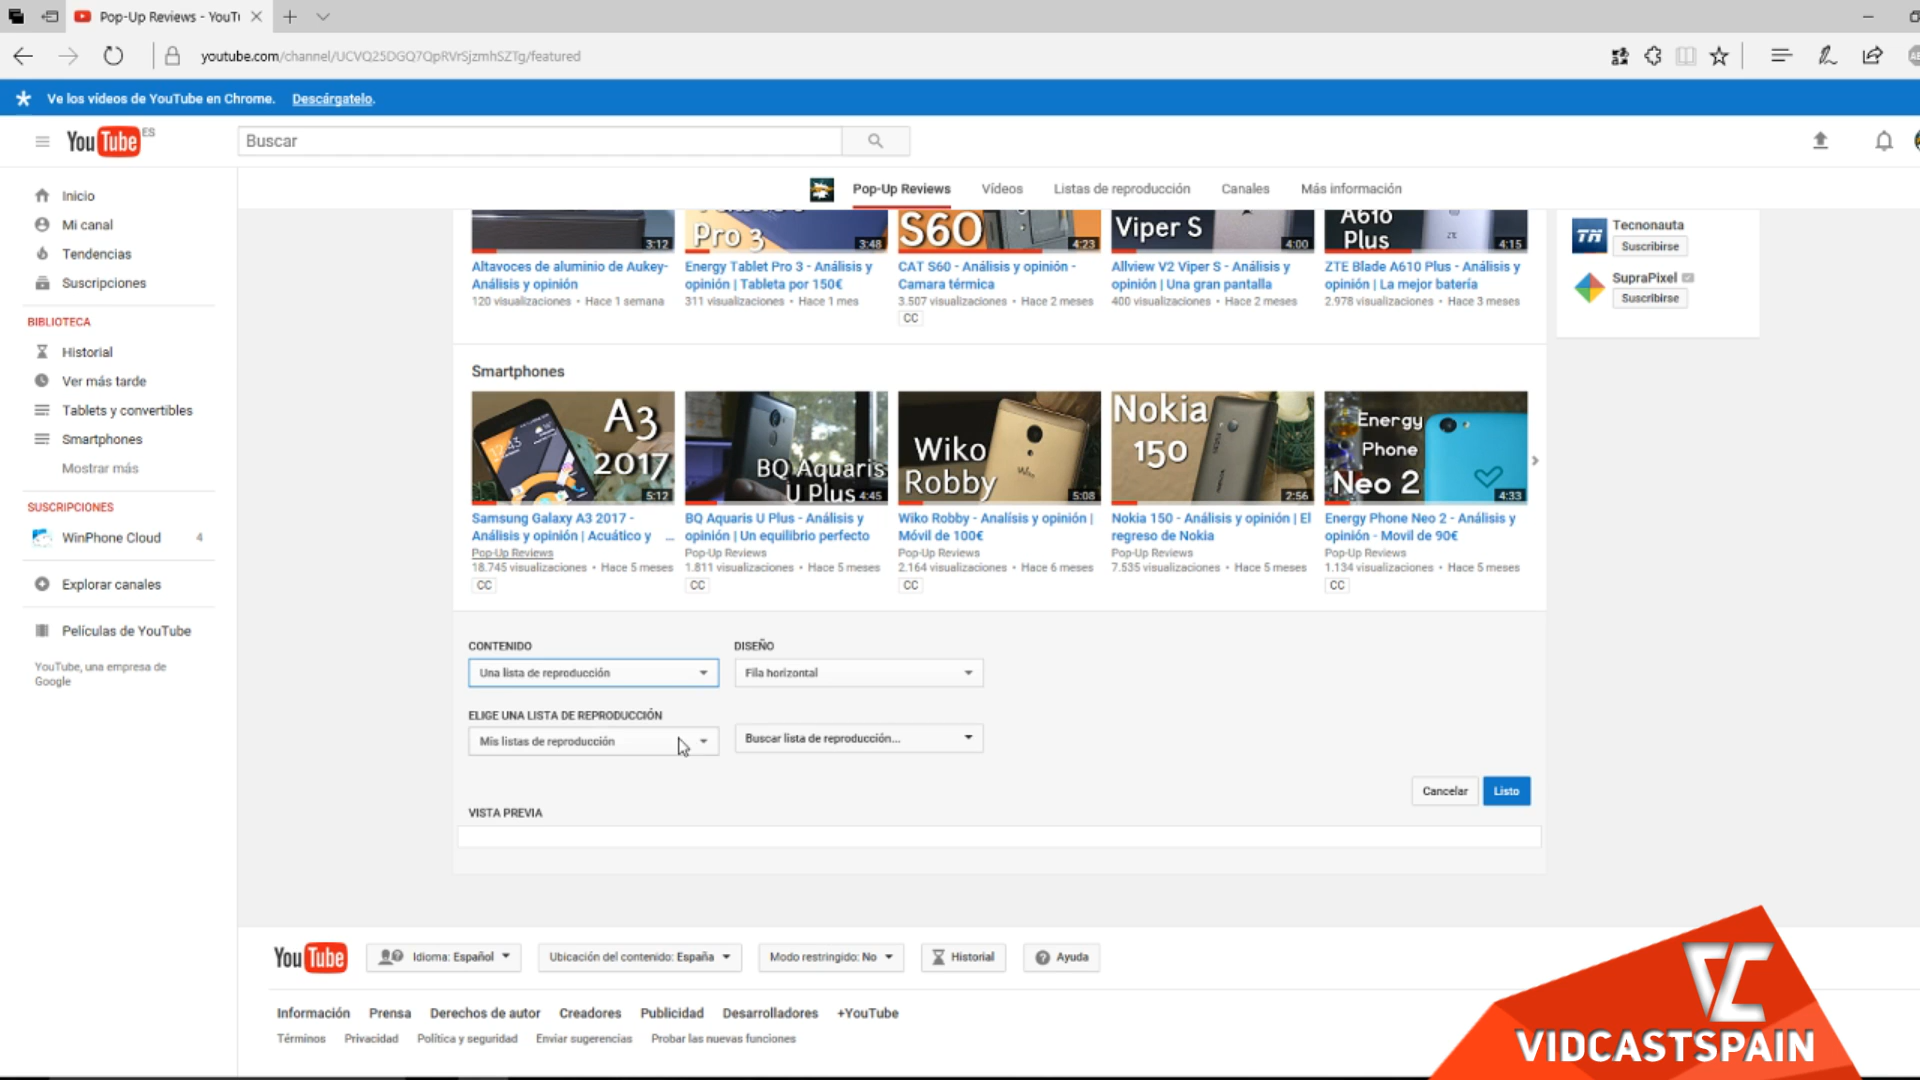 Pop-Up Reviews - YouTu
youtube.com/channel/UCVQ25DGQ7QpRVrSjzmhSZTg/featured
Ve los vídeos de YouTube en Chrome. Descárgatelo.
YouTube ES
Buscar
Inicio
Mi canal
Tendencias
Suscripciones
BIBLIOTECA
Historial
Ver más tarde
Tablets y convertibles
Smartphones
Mostrar más
SUSCRIPCIONES
WinPhone Cloud 4
Explorar canales
Películas de YouTube
YouTube, una empresa de
Google
Pop-Up Reviews Vídeos Listas de reproducción Canales Más información
3:12
Pro 3
3:48
S60
4:23
Viper S
4:00
A610
Plus
4:15
Altavoces de aluminio de Aukey-
Análisis y opinión
120 visualizaciones • Hace 1 semana
Energy Tablet Pro 3 - Análisis y
opinión | Tableta por 150€
311 visualizaciones • Hace 1 mes
CAT S60 - Análisis y opinión -
Camara térmica
3.507 visualizaciones • Hace 2 meses
CC
Allview V2 Viper S - Análisis y
opinión | Una gran pantalla
400 visualizaciones • Hace 2 meses
ZTE Blade A610 Plus - Análisis y
opinión | La mejor batería
2.978 visualizaciones • Hace 3 meses
TN
Tecnonauta
Suscribirse
SupraPixel
Suscribirse
Smartphones
A3
2017
5:12
BQ Aquaris
U Plus
4:45
Wiko
Robby
5:08
Nokia
150
2:56
Energy
Phone
Neo 2
4:33
Samsung Galaxy A3 2017 -
Análisis y opinión | Acuático y ...
Pop-Up Reviews
18.745 visualizaciones • Hace 5 meses
CC
BQ Aquaris U Plus - Análisis y
opinión | Un equilibrio perfecto
Pop-Up Reviews
1.811 visualizaciones • Hace 5 meses
CC
Wiko Robby - Analísis y opinión |
Móvil de 100€
Pop-Up Reviews
2.164 visualizaciones • Hace 6 meses
CC
Nokia 150 - Análisis y opinión | El
regreso de Nokia
Pop-Up Reviews
7.535 visualizaciones • Hace 5 meses
Energy Phone Neo 2 - Análisis y
opinión - Movil de 90€
Pop-Up Reviews
1.134 visualizaciones • Hace 5 meses
CC
CONTENIDO DISEÑO
Una lista de reproducción Fila horizontal
ELIGE UNA LISTA DE REPRODUCCIÓN
Mis listas de reproducción Buscar lista de reproducción...
Cancelar Listo
VISTA PREVIA
YouTube Idioma: Español Ubicación del contenido: España Modo restringido: No Historial Ayuda
Información Prensa Derechos de autor Creadores Publicidad Desarrolladores +YouTube
Términos Privacidad Política y seguridad Enviar sugerencias Probar las nuevas funciones
VC
VIDCASTSPAIN